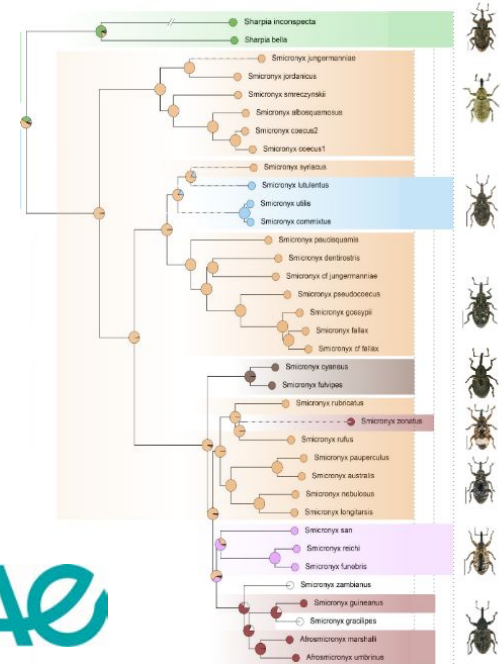 Sharpia inconspecta
Sharpia bella
Smicronyx jungermanniae
Smicronyx jordanicus
Smicronyx smreczynskii
Smicronyx albosquamosus
Smicronyx coecus2
Smicronyx coecus1
Smicronyx syriacus
Smicronyx lutulentus
Smicronyx utilis
Smicronyx commixtus
Smicronyx paucisquamis
Smicronyx dentirostris
Smicronyx cf jungermanniae
Smicronyx pseudocoecus
Smicronyx gossypii
Smicronyx fallax
Smicronyx cf fallax
Smicronyx cyaneus
Smicronyx fulvipes
Smicronyx rubricatus
Smicronyx zonatus
Smicronyx rufus
Smicronyx pauperculus
Smicronyx australis
Smicronyx nebulosus
Smicronyx longitarsis
Smicronyx san
Smicronyx reichi
Smicronyx funebris
Smicronyx zambianus
Smicronyx guineanus
Smicronyx gracilipes
Afrosmicronyx marshalli
Afrosmicronyx umbrinus